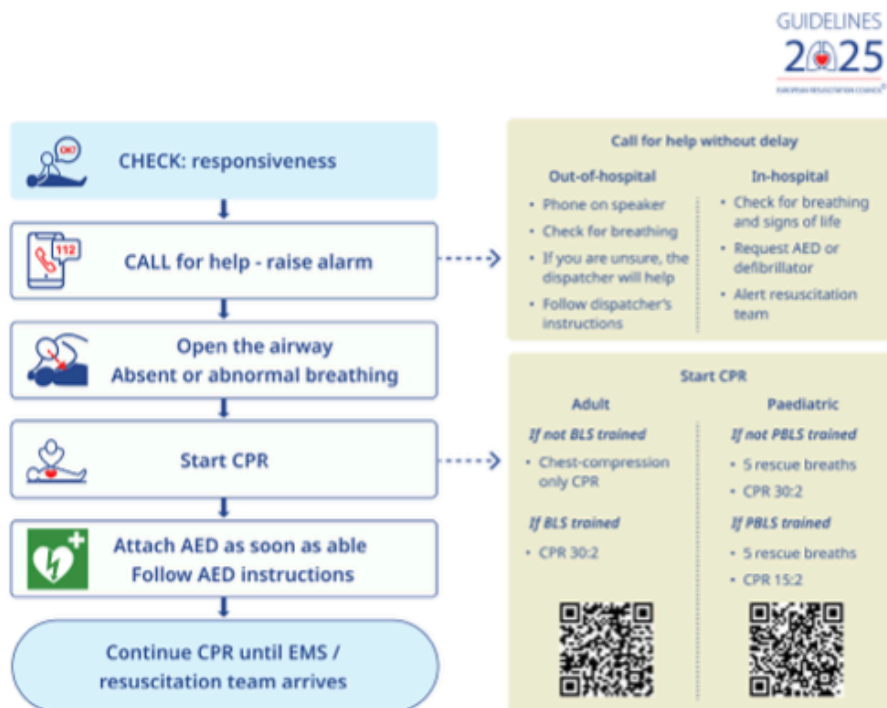 GUIDELINES
2025
EUROPEAN RESUSCITATION COUNCIL
OK?
CHECK: responsiveness
112
CALL for help - raise alarm
Open the airway
Absent or abnormal breathing
Start CPR
Attach AED as soon as able
Follow AED instructions
Continue CPR until EMS /
resuscitation team arrives
Call for help without delay
Out-of-hospital
• Phone on speaker
• Check for breathing
• If you are unsure, the
dispatcher will help
• Follow dispatcher's
instructions
In-hospital
• Check for breathing
and signs of life
• Request AED or
defibrillator
• Alert resuscitation
team
Start CPR
Adult
If not BLS trained
• Chest-compression
only CPR
If BLS trained
• CPR 30:2
Paediatric
If not PBLS trained
• 5 rescue breaths
• CPR 30:2
If PBLS trained
• 5 rescue breaths
• CPR 15:2